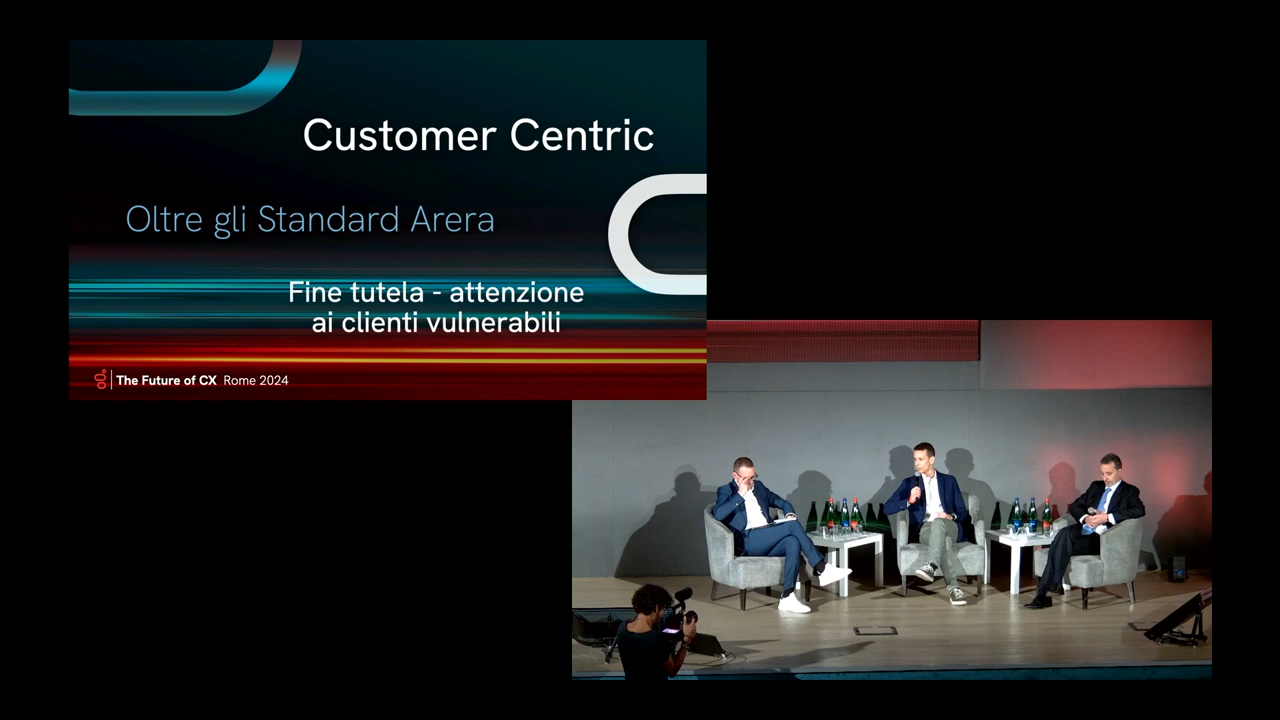 Customer Centric
Oltre gli Standard Arera
Fine tutela - attenzione
ai clienti vulnerabili
The Future of CX Rome 2024